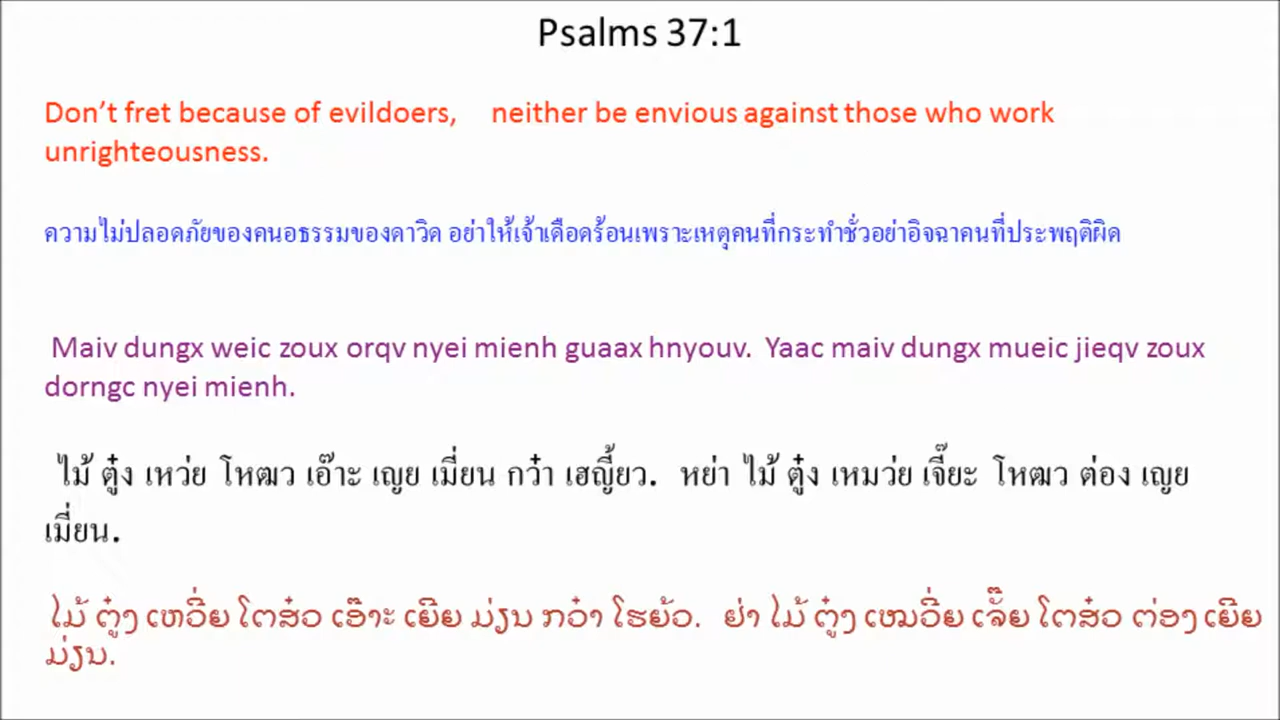 Psalms 37:1
Don’t fret because of evildoers, neither be envious against those who work
unrighteousness.
ความไม่ปลอดภัยของคนอธรรมของดาวิด อย่าให้เจ้าเดือดร้อนเพราะเหตุคนที่กระทำชั่วอย่าอิจฉาคนที่ประพฤติผิด
Maiv dungx weic zoux orqv nyei mienh guaax hnyouv. Yaac maiv dungx mueic jieqv zoux
dorngc nyei mienh.
ไม้ ตู๋ง เหว่ย โหฒว เอ๊าะ เญย เมี่ยน กว๋า เฮญี้ยว. หย่า ไม้ ตู๋ง เหมว่ย เจี๊ยะ โหฒว ต่อง เญย
เมี่ยน.
ໄມ້ ຕູ໋ງ ເຫວີ່ຍ ໂຕສ໋ວ ເອ໊າະ ເຍີຍ ມ່ຽນ ກວ໋າ ໂຮຍ້ວ. ຢ່າ ໄມ້ ຕູ໋ງ ເໝວີ່ຍ ເຈັ໊ຍ ໂຕສ໋ວ ຕ່ອງ ເຍີຍ
ມ່ຽນ.